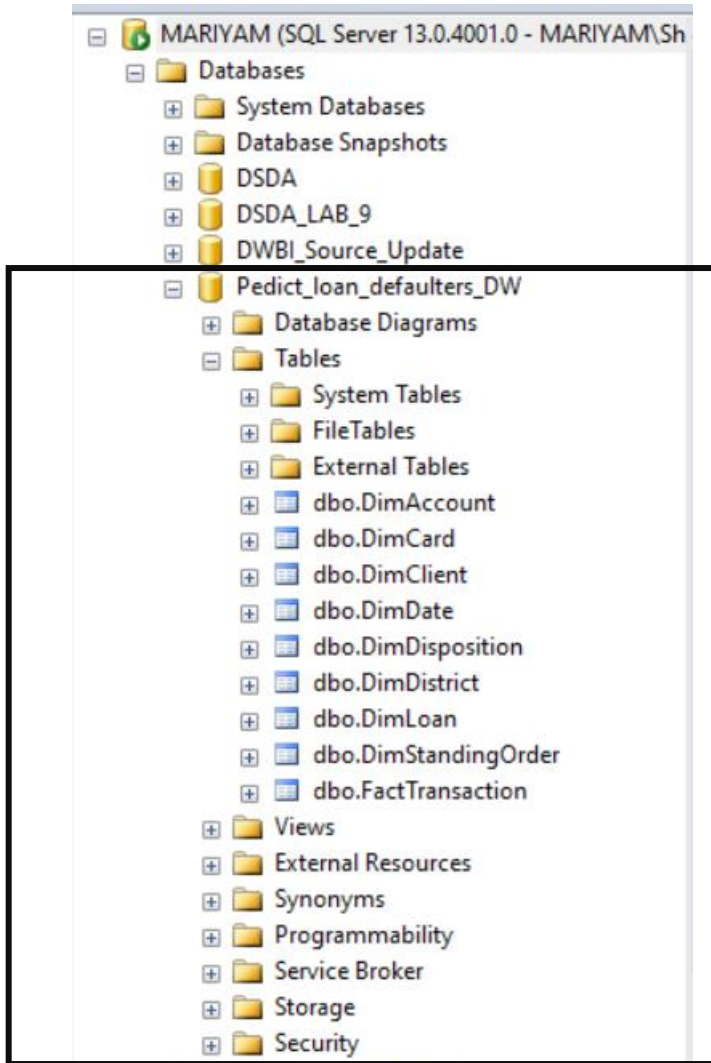 MARIYAM (SQL Server 13.0.4001.0 - MARIYAM\Sh
Databases
System Databases
Database Snapshots
DSDA
DSDA_LAB_9
DWBI_Source_Update
Pedict_loan_defaulters_DW
Database Diagrams
Tables
System Tables
FileTables
External Tables
dbo.DimAccount
dbo.DimCard
dbo.DimClient
dbo.DimDate
dbo.DimDisposition
dbo.DimDistrict
dbo.DimLoan
dbo.DimStandingOrder
dbo.FactTransaction
Views
External Resources
Synonyms
Programmability
Service Broker
Storage
Security